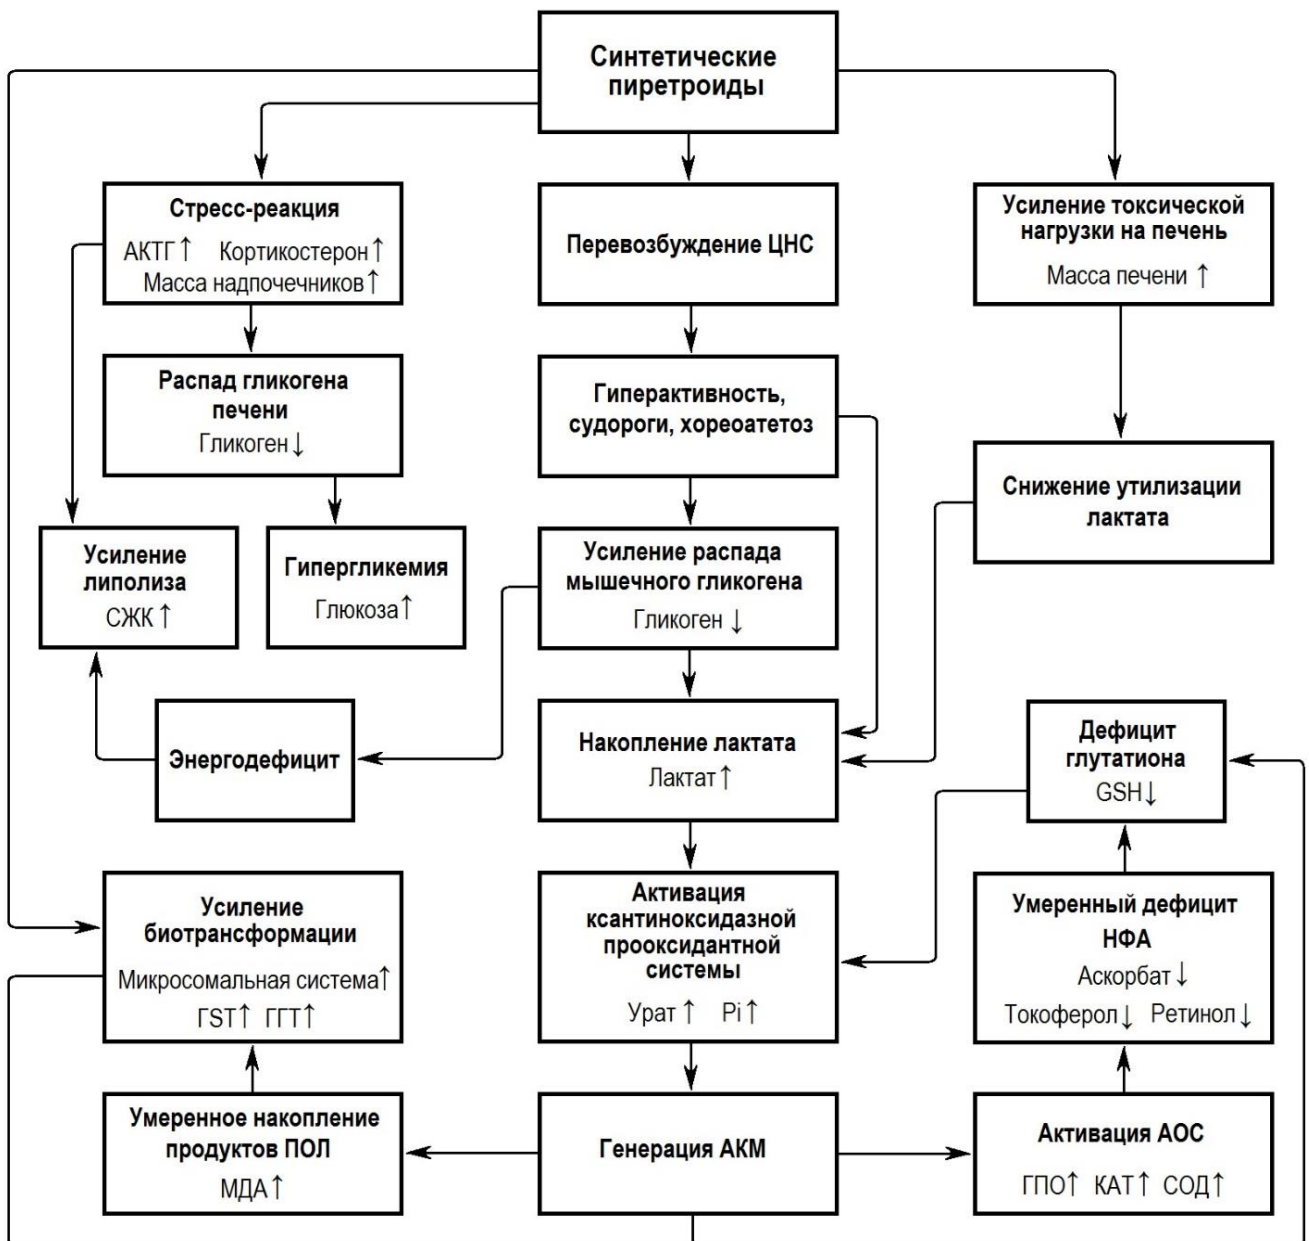 Синтетические
пиретроиды
Стресс-реакция
АКТГ↑ Кортикостерон↑
Масса надпочечников↑
Перевозбуждение ЦНС
Усиление токсической
нагрузки на печень
Масса печени ↑
Распад гликогена
печени
Гликоген↓
Гиперактивность,
судороги, хореоатетоз
Снижение утилизации
лактата
Усиление
липолиза
СЖК↑
Гипергликемия
Глюкоза↑
Усиление распада
мышечного гликогена
Гликоген ↓
Энергодефицит
Накопление лактата
Лактат↑
Дефицит
глутатиона
GSH↓
Усиление
биотрансформации
Микросомальная система↑
ГSТ↑ ГГТ↑
Активация
ксантиноксидазной
прооксидантной
системы
Урат ↑ Pi↑
Умеренный дефицит
НФА
Аскорбат↓
Токоферол↓ Ретинол↓
Умеренное накопление
продуктов ПОЛ
МДА↑
Генерация АКМ
Активация АОС
ГПО↑ КАТ↑ СОД↑